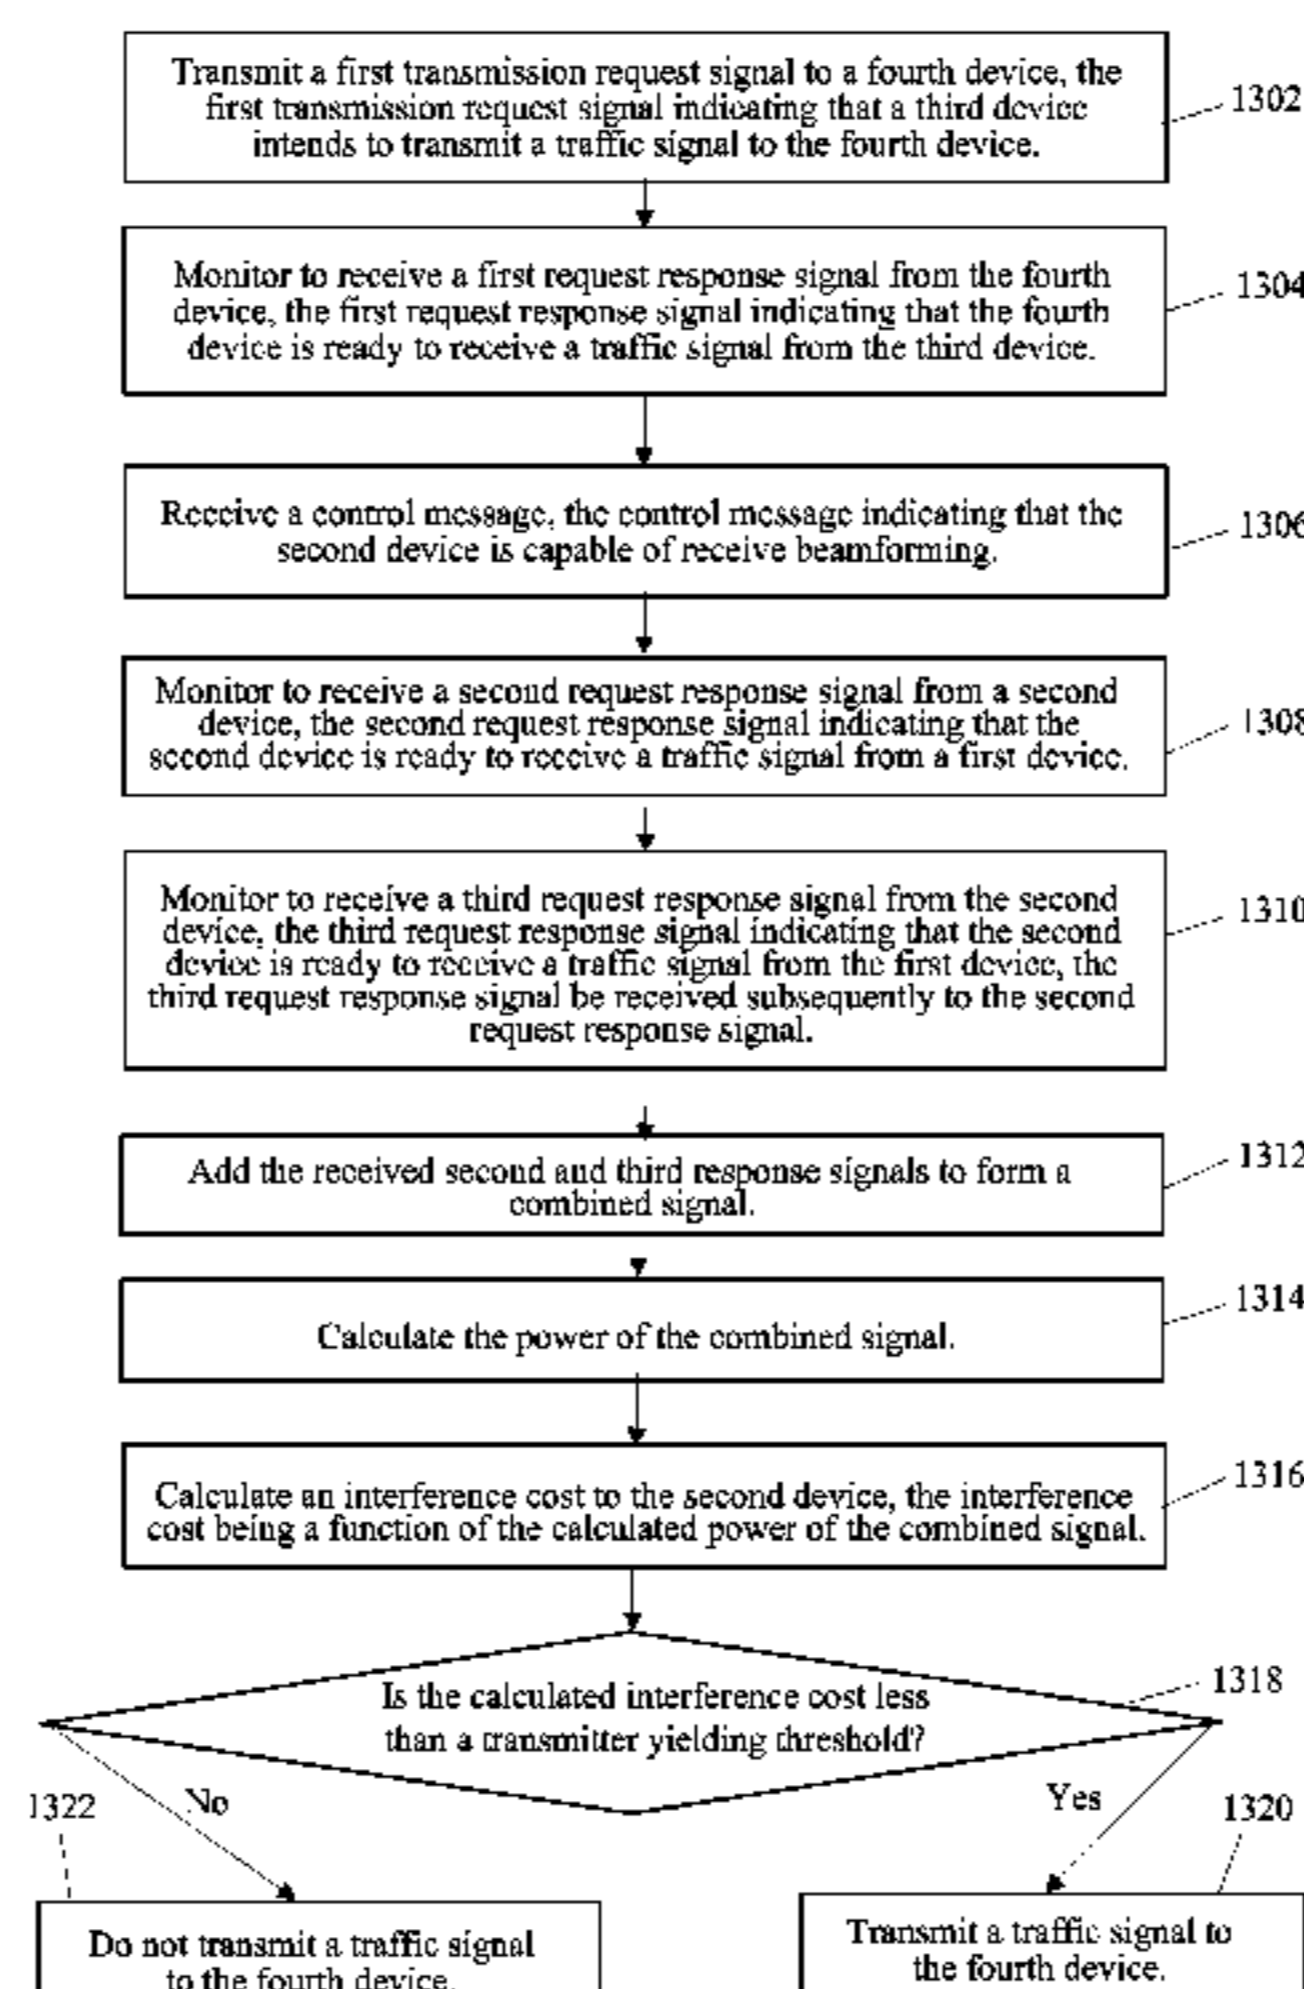 Transmit a first transmission request signal to a fourth device, the
first transmission request signal indicating that a third device
intends to transmit a traffic signal to the fourth device.
1302
Monitor to receive a first request response signal from the fourth
device, the first request response signal indicating that the fourth
device is ready to receive a traffic signal from the third device.
1304
Receive a control message, the control message indicating that the
second device is capable of receive beamforming.
1306
Monitor to receive a second request response signal from a second
device, the second request response signal indicating that the
second device is ready to receive a traffic signal from a first device.
1308
Monitor to receive a third request response signal from the second
device, the third request response signal indicating that the second
device is ready to receive a traffic signal from the first device, the
third request response signal be received subsequently to the second
request response signal.
1310
Add the received second and third response signals to form a
combined signal.
1312
Calculate the power of the combined signal.
1314
Calculate an interference cost to the second device, the interference
cost being a function of the calculated power of the combined signal.
1316
Is the calculated interference cost less
than a transmitter yielding threshold?
1318
No
Yes
1322
1320
Do not transmit a traffic signal
to the fourth device.
Transmit a traffic signal to
the fourth device.